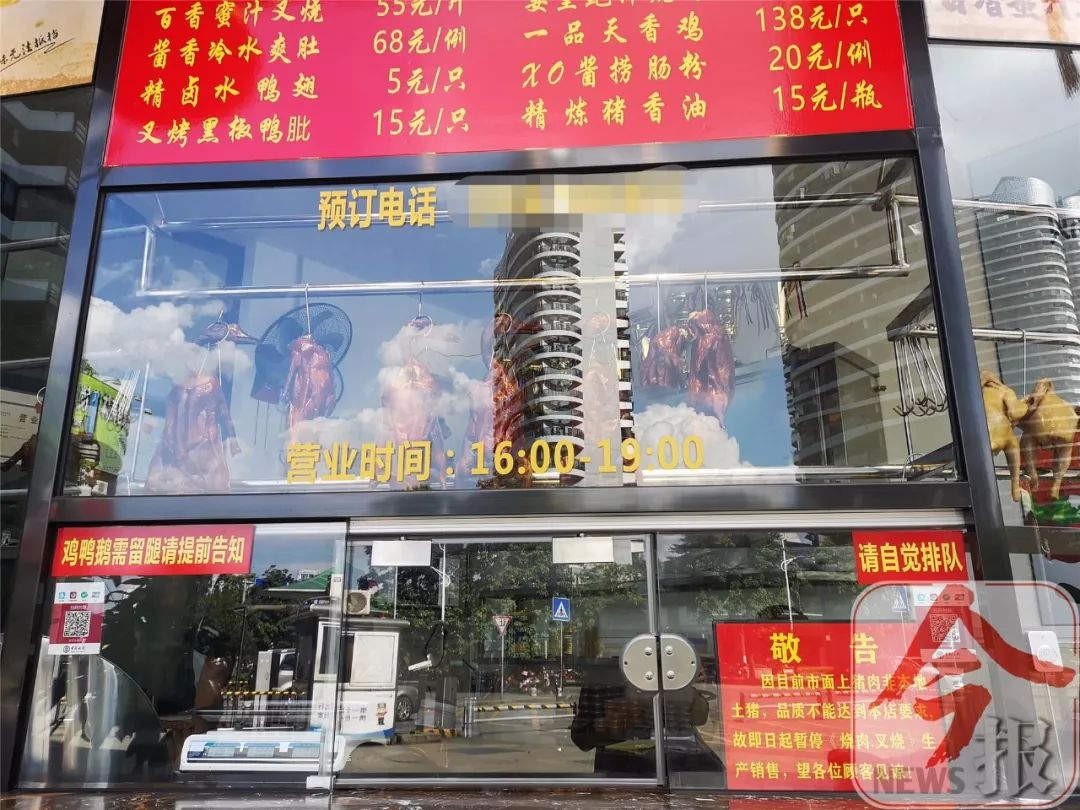 百香蜜汁叉烧 55元/斤
酱香冷水爽肚 68元/例
精卤水鸭翅 5元/只
叉烤黑椒鸭肶 15元/只
138元/只
一品天香鸡 20元/例
XO酱捞肠粉 15元/瓶
精炼猪香油
预订电话
营业时间：16:00-19:00
鸡鸭鹅需留腿请提前告知
请自觉排队
敬 告
因目前市面上猪肉非本地
土猪，品质不能达到本店要求，
故即日起暂停《烧肉.叉烧》生
产销售，望各位顾客见谅！
今
NEWS 报